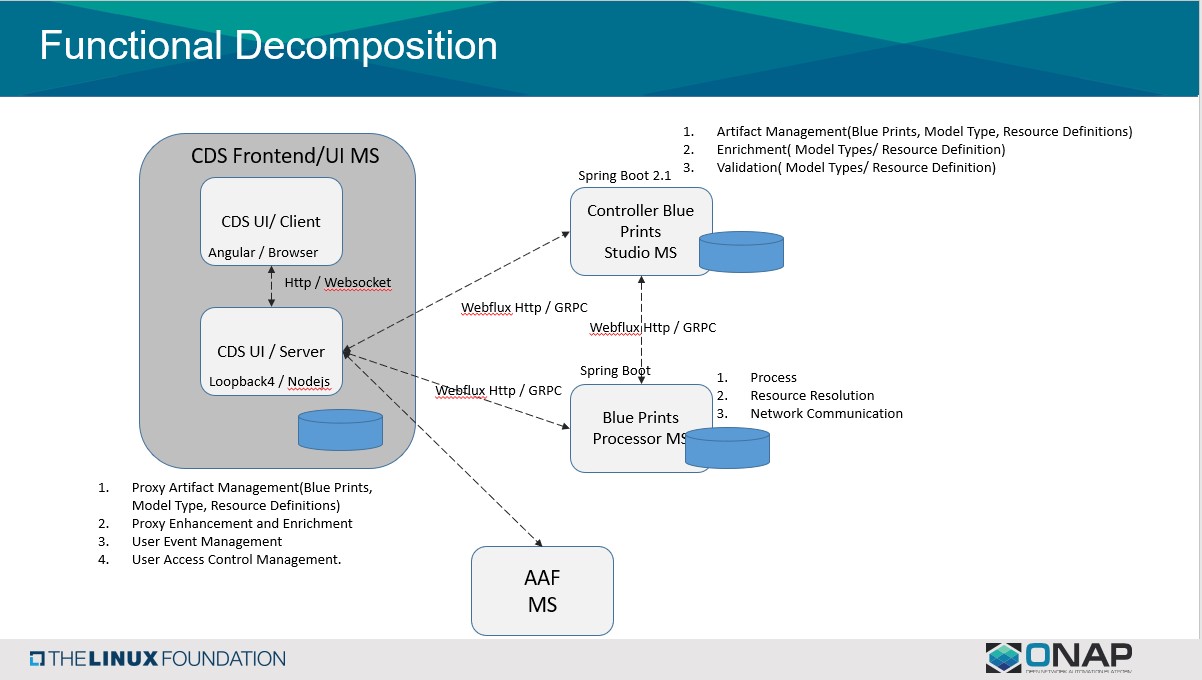 Functional Decomposition
CDS Frontend/UI MS
CDS UI/ Client
Angular / Browser
Http / Websocket
CDS UI / Server
Loopback4 / Nodejs
1. Proxy Artifact Management(Blue Prints,
Model Type, Resource Definitions)
2. Proxy Enhancement and Enrichment
3. User Event Management
4. User Access Control Management.
1. Artifact Management(Blue Prints, Model Type, Resource Definitions)
2. Enrichment( Model Types/ Resource Definition)
3. Validation( Model Types/ Resource Definition)
Spring Boot 2.1
Controller Blue
Prints
Studio MS
Webflux Http / GRPC
Webflux Http / GRPC
Webflux Http / GRPC
Spring Boot
Blue Prints
Processor MS
1. Process
2. Resource Resolution
3. Network Communication
AAF
MS
THE LINUX FOUNDATION
ONAP
OPEN NETWORK AUTOMATION PLATFORM